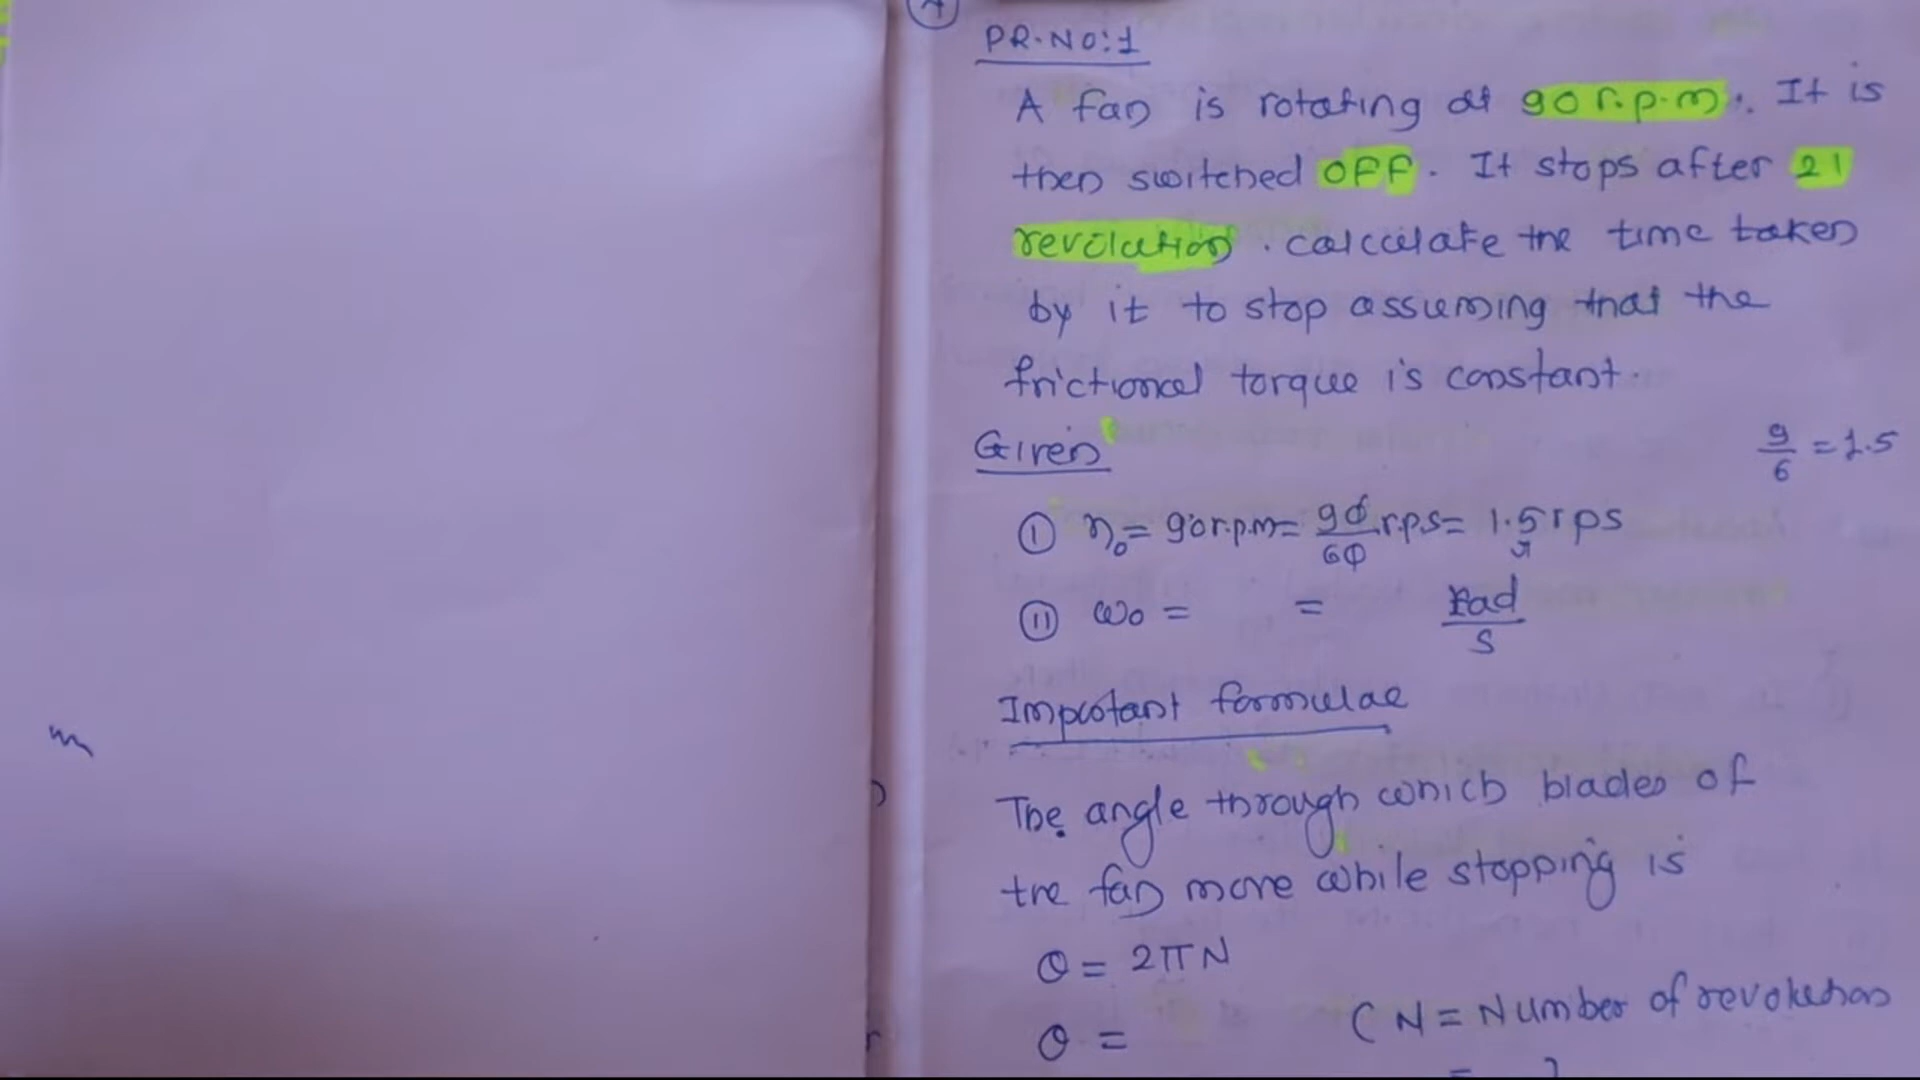 PR.NO:1
A fan is rotating at 90 r.p.m. It is
then switched OFF. It stops after 21
revolution. calculate the time taken
by it to stop assuming that the
frictional torque is constant.
Given
9/6 = 1.5
① n₀ = 90 r.p.m = 90/60 r.p.s = 1.5 rps
② ω₀ = = rad/s
Impotant formulae
The angle through which blades of
the fan move while stopping is
θ = 2πN
θ = (N = Number of revolutions